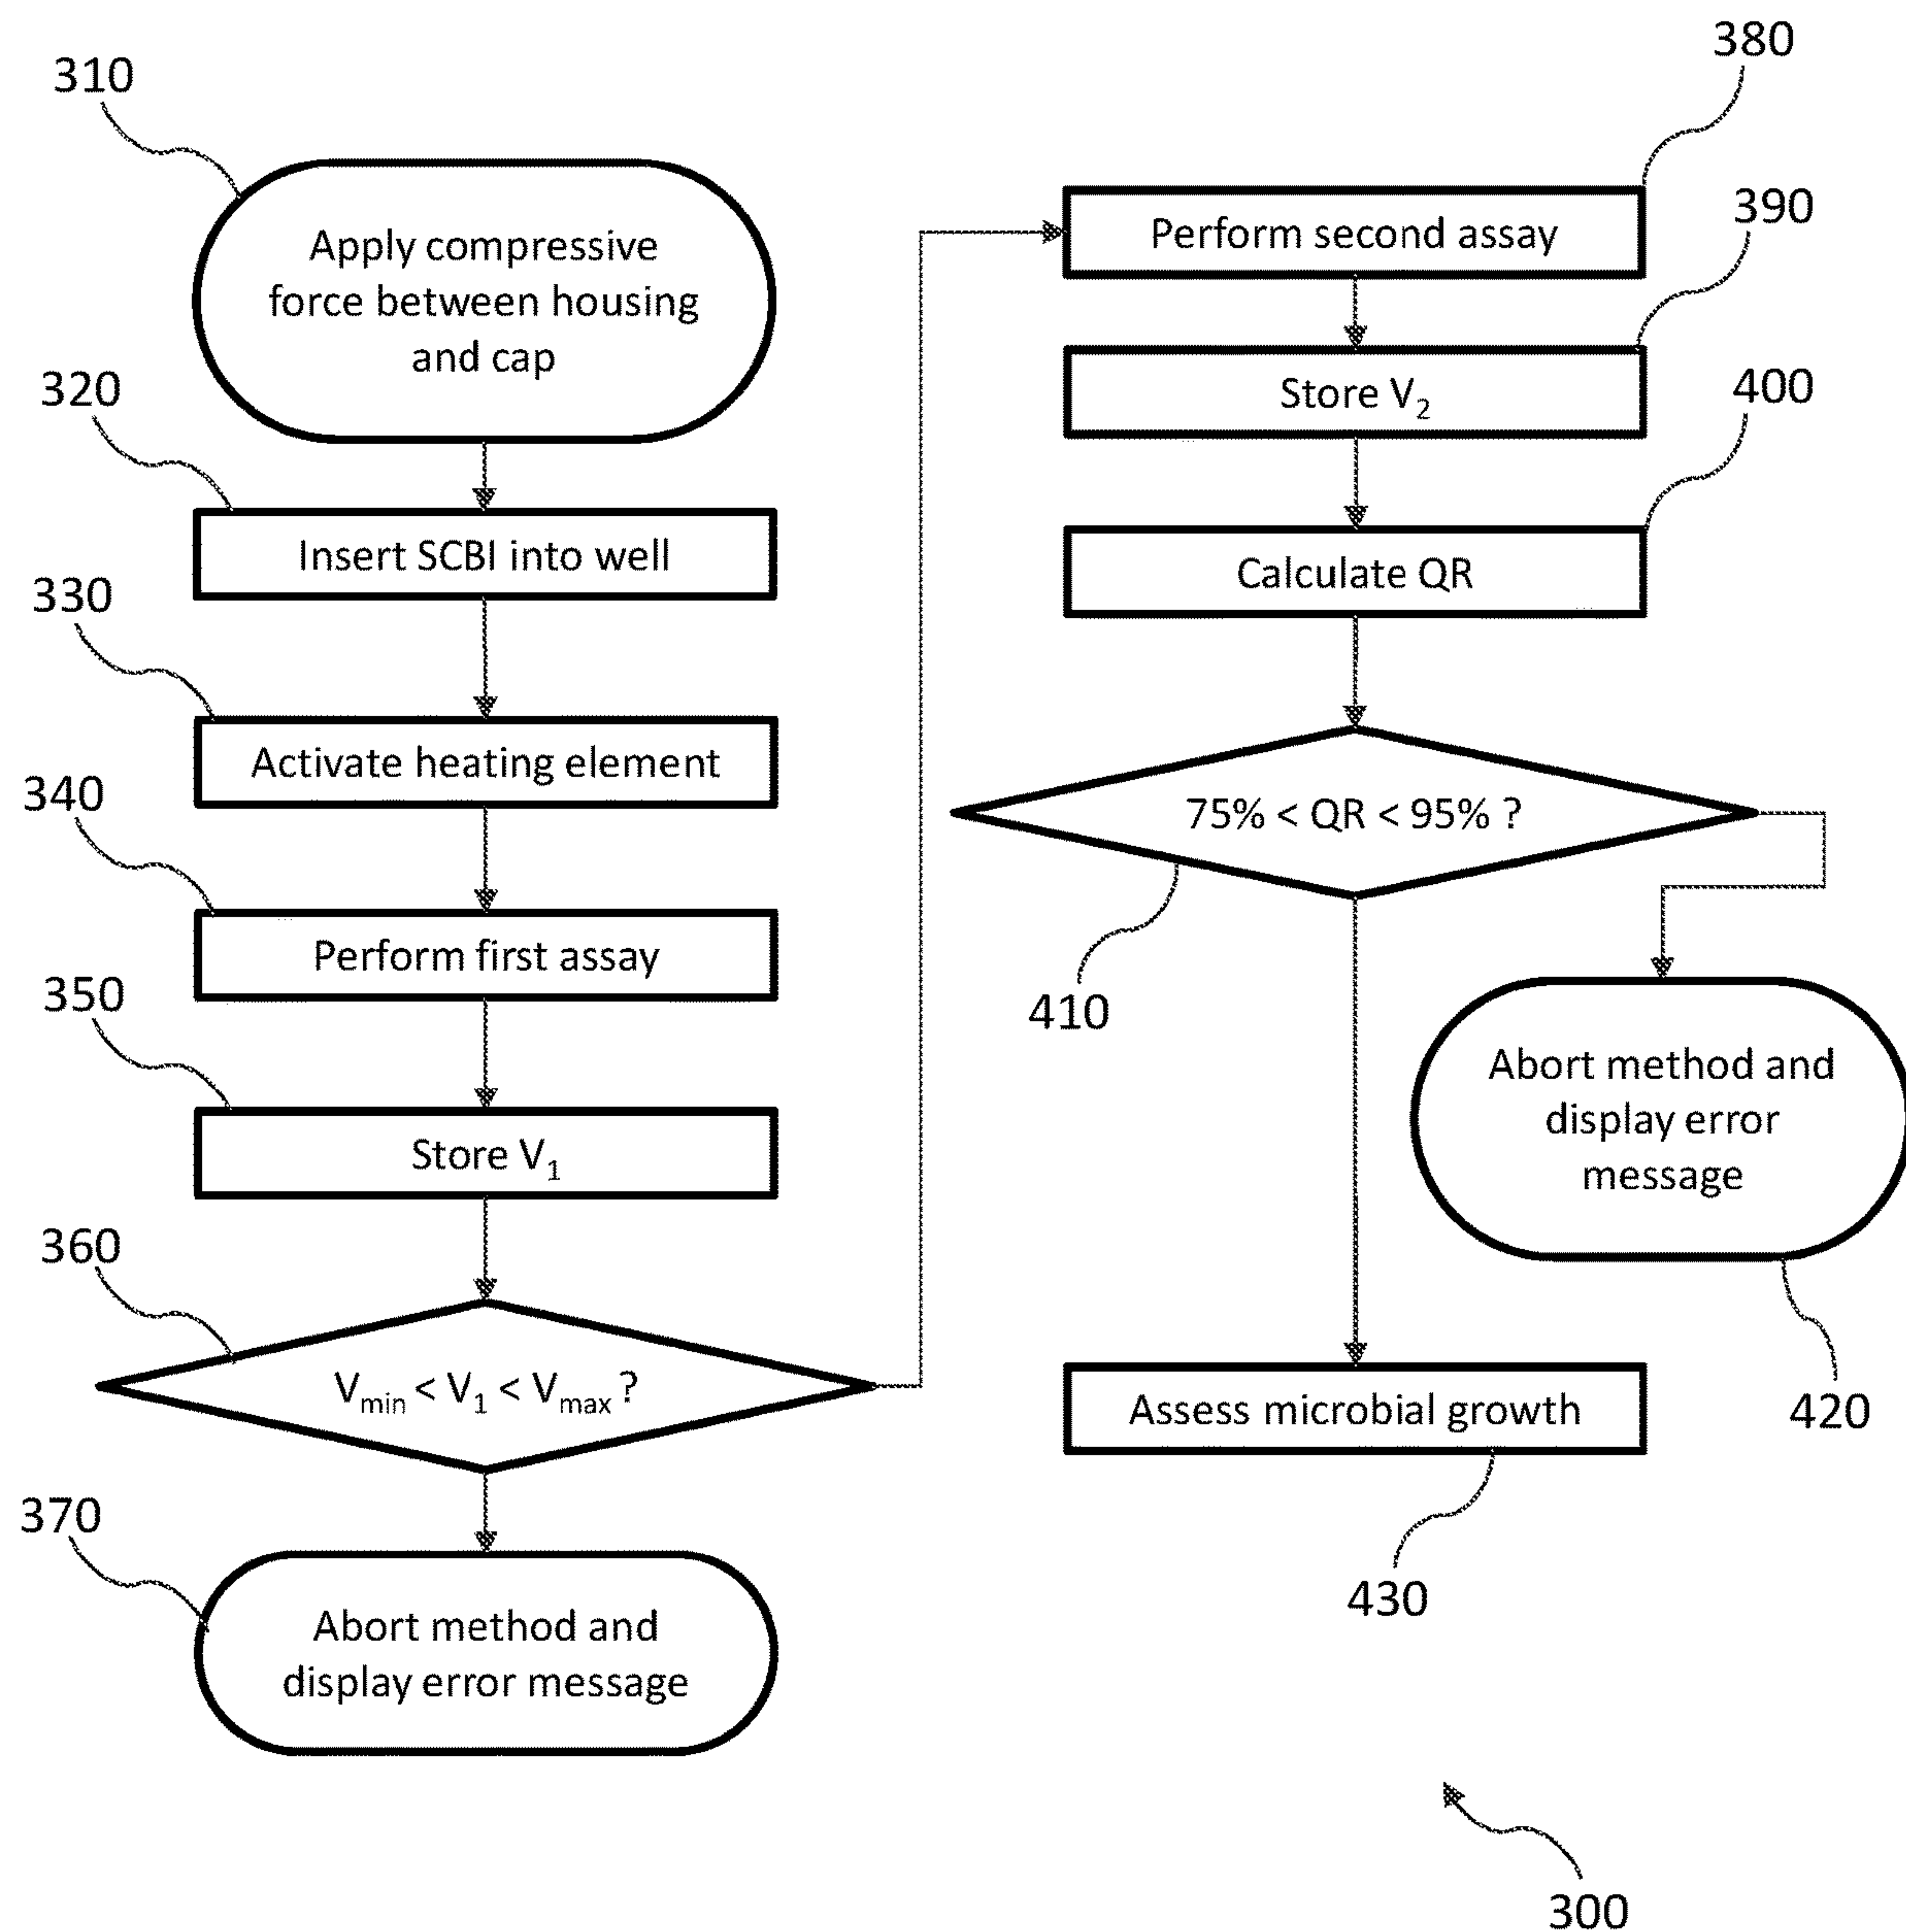 310
Apply compressive
force between housing
and cap
320
Insert SCBI into well
330
Activate heating element
340
Perform first assay
350
Store V₁
360
Vmin < V₁ < Vmax ?
370
Abort method and
display error message
380
Perform second assay
390
Store V₂
400
Calculate QR
75% < QR < 95% ?
410
Abort method and
display error
message
420
Assess microbial growth
430
300